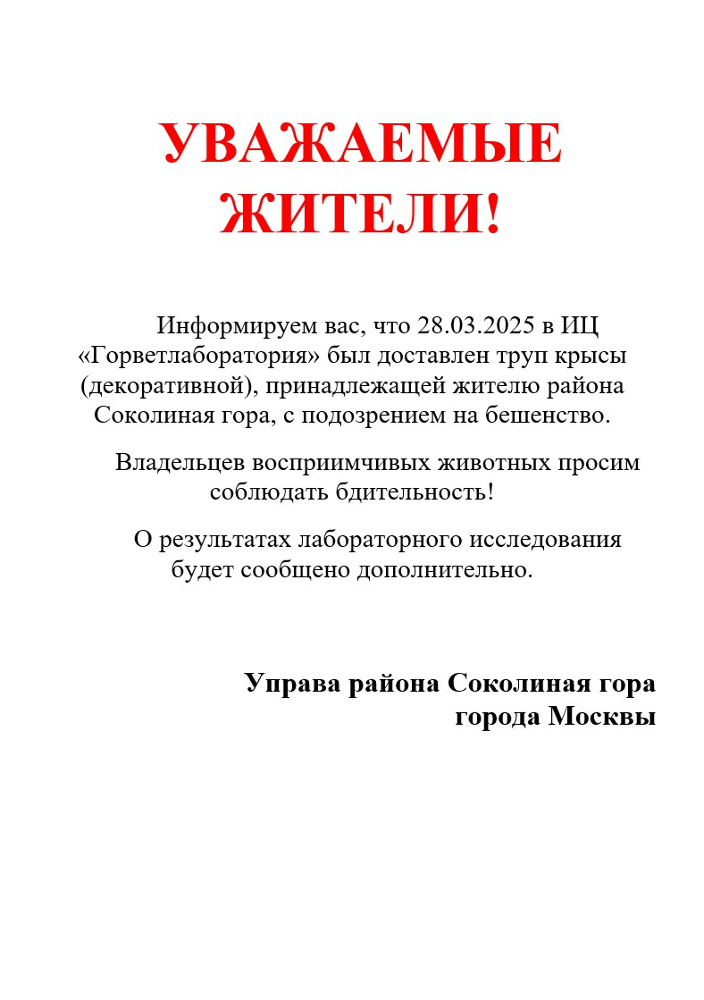 УВАЖАЕМЫЕ
ЖИТЕЛИ!
Информируем вас, что 28.03.2025 в ИЦ
«Горветлаборатория» был доставлен труп крысы
(декоративной), принадлежащей жителю района
Соколиная гора, с подозрением на бешенство.
Владельцев восприимчивых животных просим
соблюдать бдительность!
О результатах лабораторного исследования
будет сообщено дополнительно.
Управа района Соколиная гора
города Москвы